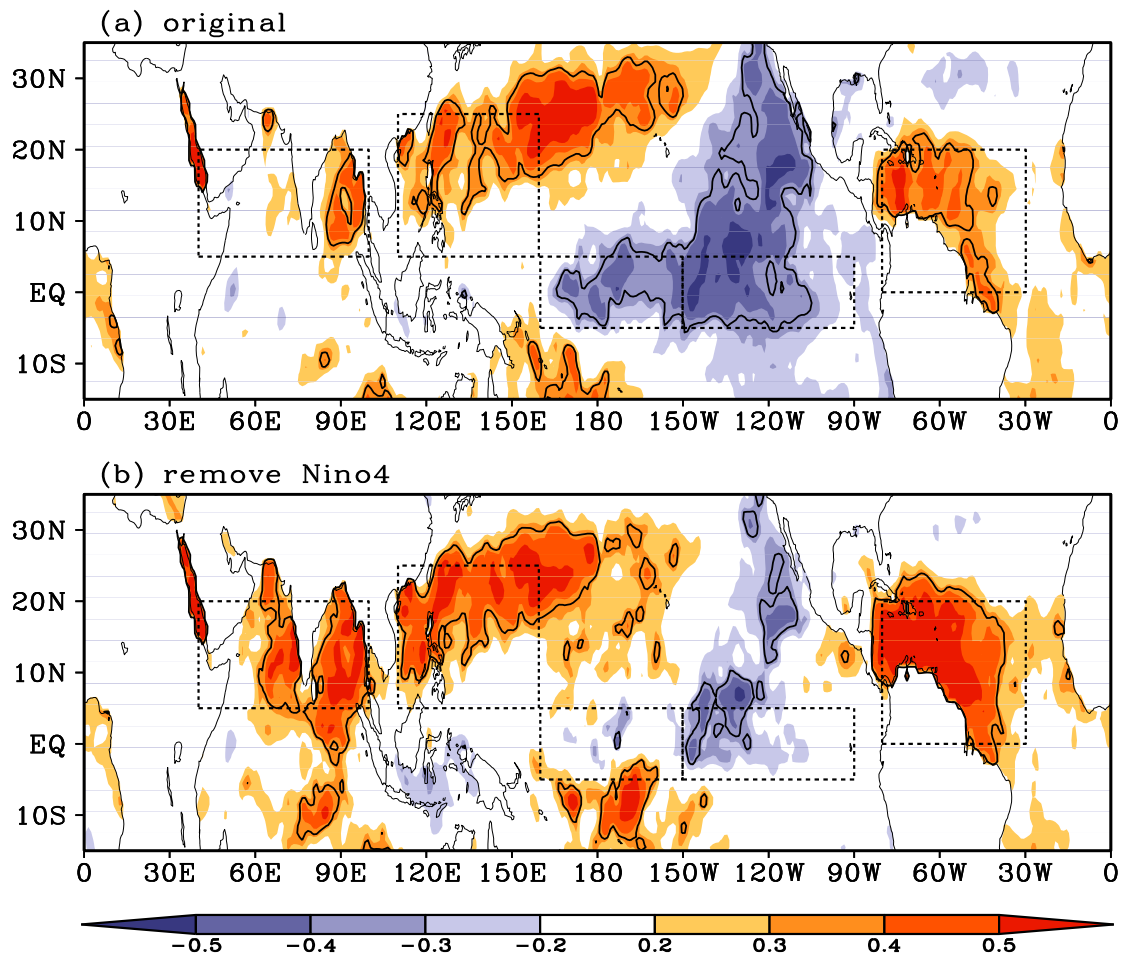 (a) original
30N
20N
10N
EQ
10S
0 30E 60E 90E 120E 150E 180 150W 120W 90W 60W 30W 0
(b) remove Nino4
30N
20N
10N
EQ
10S
0 30E 60E 90E 120E 150E 180 150W 120W 90W 60W 30W 0
−0.5 −0.4 −0.3 −0.2 0.2 0.3 0.4 0.5